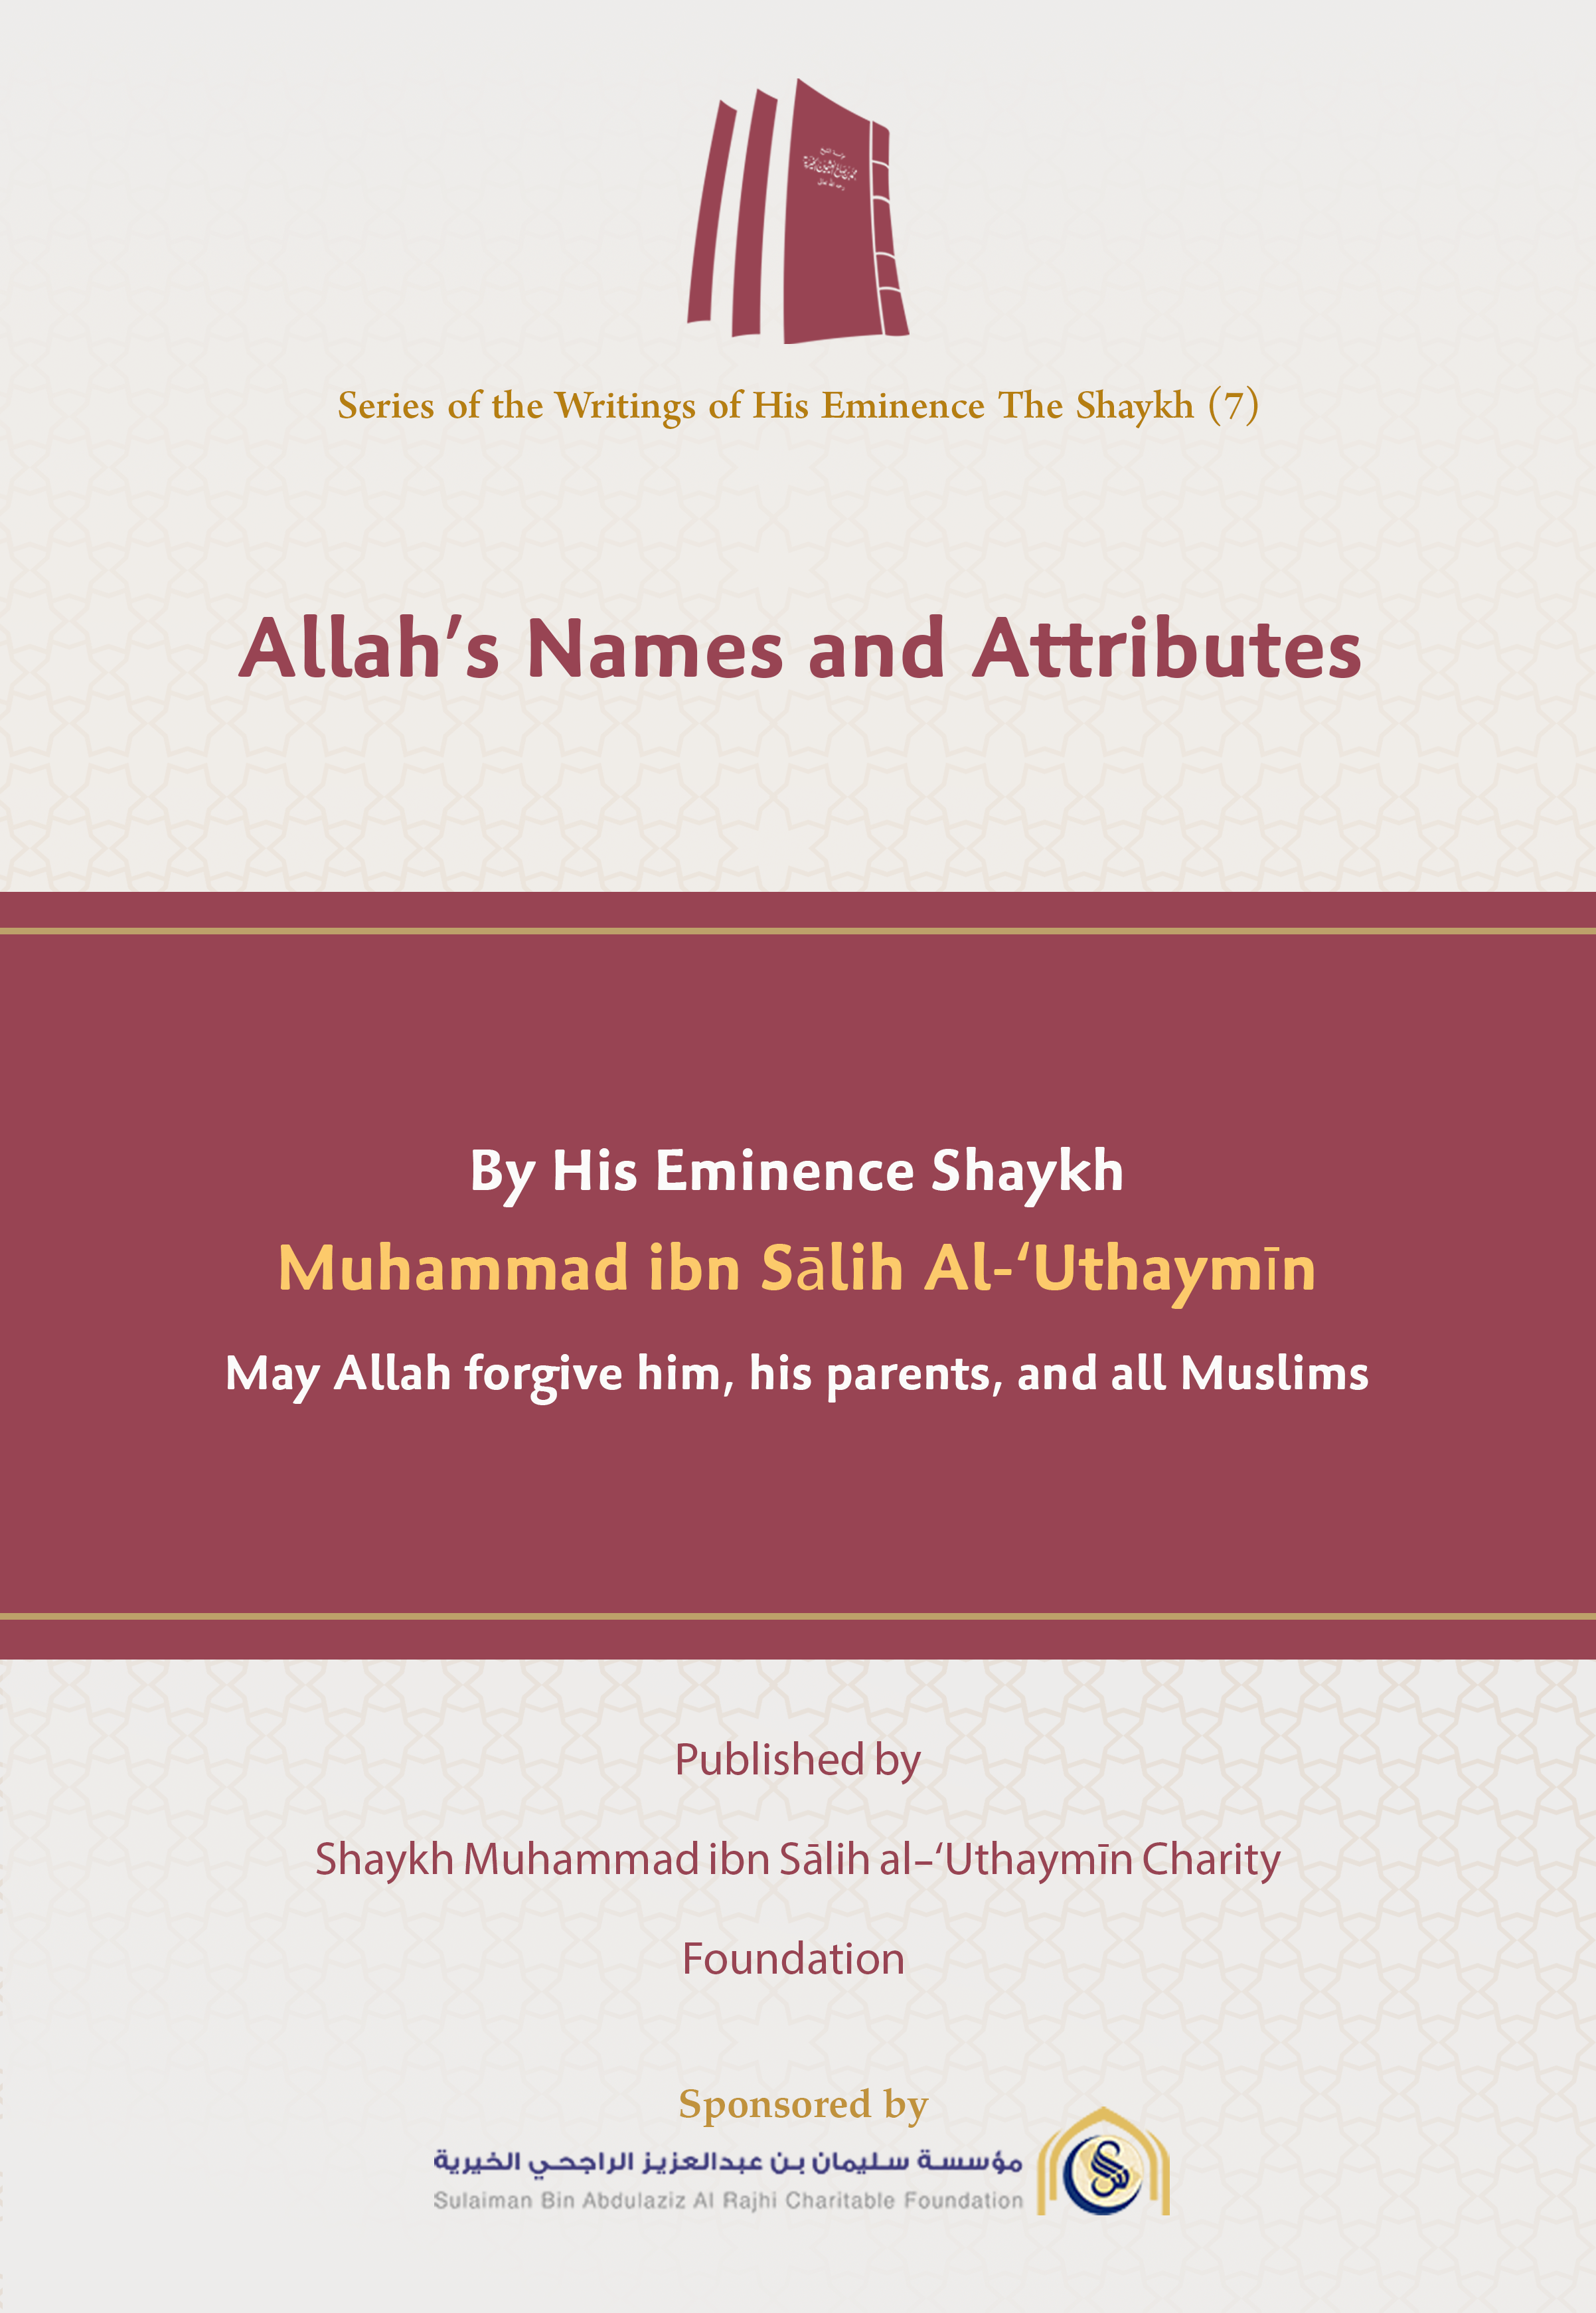 Series of the Writings of His Eminence The Shaykh (7)
Allah’s Names and Attributes
By His Eminence Shaykh
Muhammad ibn Sālih Al-‘Uthaymīn
May Allah forgive him, his parents, and all Muslims
Published by
Shaykh Muhammad ibn Sālih al–‘Uthaymīn Charity
Foundation
Sponsored by
مؤسسة سليمان بن عبدالعزيز الراجحي الخيرية
Sulaiman Bin Abdulaziz Al Rajhi Charitable Foundation